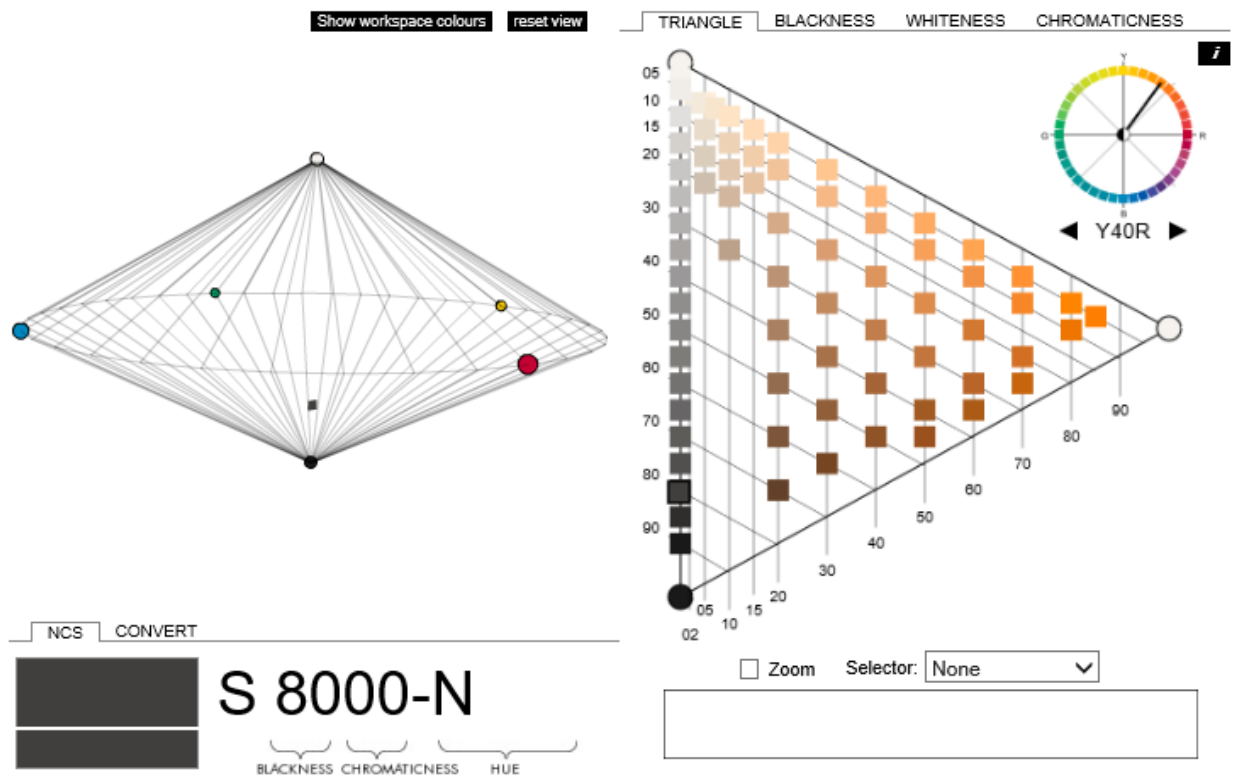 Show workspace colours reset view
TRIANGLE BLACKNESS WHITENESS CHROMATICNESS
i
05
10
15
20
30
40
50
60
70
80
90
Y
G R
B
Y40R
90
80
70
60
50
40
30
20
15
10
05
02
NCS CONVERT
S 8000-N
BLACKNESS CHROMATICNESS HUE
Zoom Selector: None